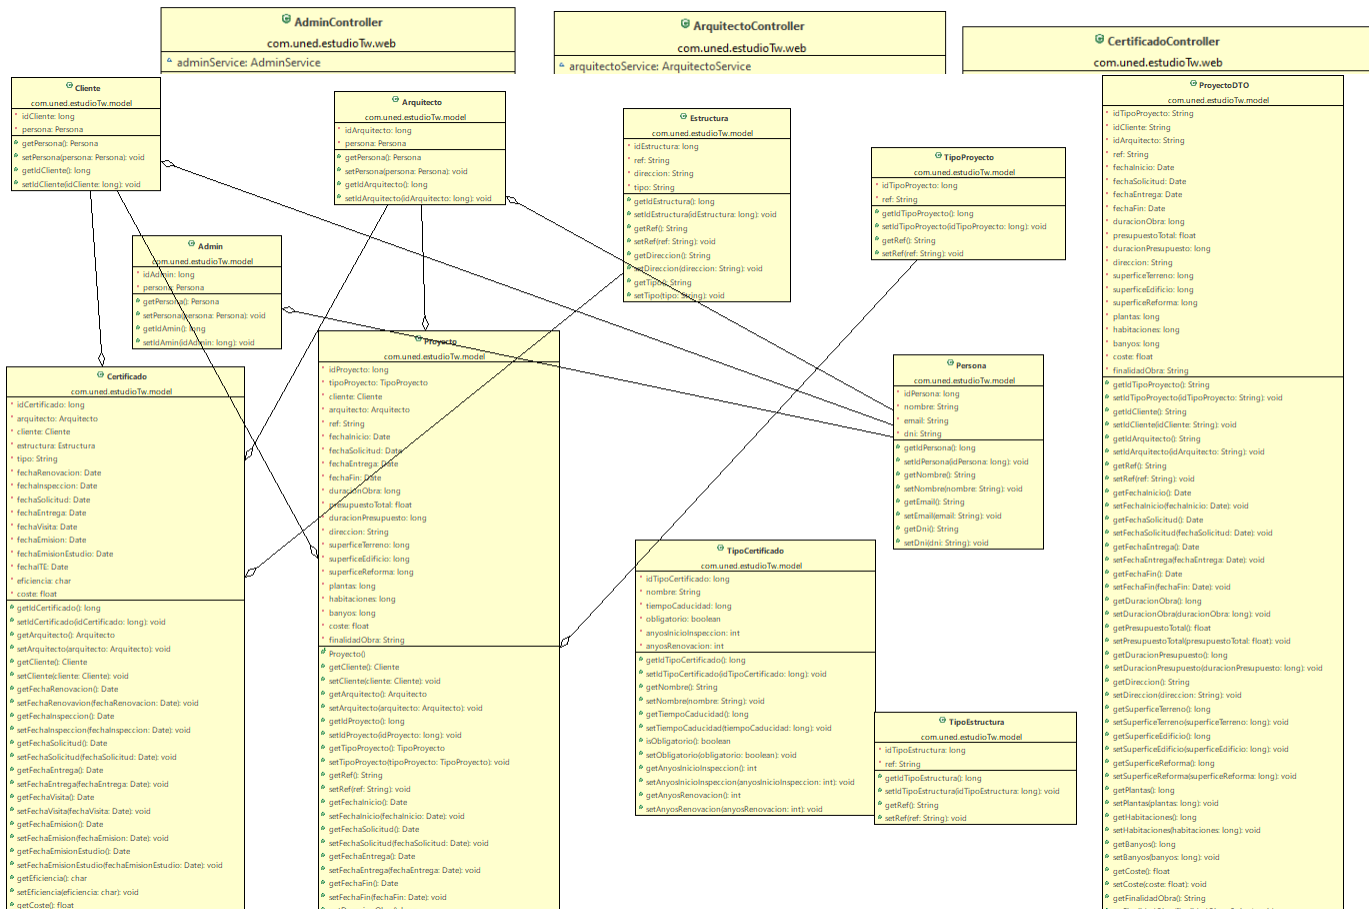 AdminController
com.uned.estudioTw.web
adminService: AdminService
ArquitectoController
com.uned.estudioTw.web
arquitectoService: ArquitectoService
CertificadoController
com.uned.estudioTw.web
Cliente
com.uned.estudioTw.model
idCliente: long
persona: Persona
getPersona(): Persona
setPersona(persona: Persona): void
getIdCliente(): long
setIdCliente(idCliente: long): void
Arquitecto
com.uned.estudioTw.model
idArquitecto: long
persona: Persona
getPersona(): Persona
setPersona(persona: Persona): void
getIdArquitecto(): long
setIdArquitecto(idArquitecto: long): void
Estructura
com.uned.estudioTw.model
idEstructura: long
ref: String
direccion: String
tipo: String
getIdEstructura(): long
setIdEstructura(idEstructura: long): void
getRef(): String
setRef(ref: String): void
getDireccion(): String
setDireccion(direccion: String): void
getTipo(): String
setTipo(tipo: String): void
TipoProyecto
com.uned.estudioTw.model
idTipoProyecto: long
ref: String
getIdTipoProyecto(): long
setIdTipoProyecto(idTipoProyecto: long): void
getRef(): String
setRef(ref: String): void
Admin
com.uned.estudioTw.model
idAdmin: long
persona: Persona
getPersona(): Persona
setPersona(persona: Persona): void
getIdAmin(): long
setIdAmin(idAdmin: long): void
Certificado
com.uned.estudioTw.model
idCertificado: long
arquitecto: Arquitecto
cliente: Cliente
estructura: Estructura
tipo: String
fechaRenovacion: Date
fechaInspeccion: Date
fechaSolicitud: Date
fechaEntrega: Date
fechaVisita: Date
fechaEmision: Date
fechaEmisionEstudio: Date
fechaITE: Date
eficiencia: char
coste: float
getIdCertificado(): long
setIdCertificado(idCertificado: long): void
getArquitecto(): Arquitecto
setArquitecto(arquitecto: Arquitecto): void
getCliente(): Cliente
setCliente(cliente: Cliente): void
getFechaRenovacion(): Date
setFechaRenovavion(fechaRenovacion: Date): void
getFechaInspeccion(): Date
setFechaInspeccion(fechaInspeccion: Date): void
getFechaSolicitud(): Date
setFechaSolicitud(fechaSolicitud: Date): void
getFechaEntrega(): Date
setFechaEntrega(fechaEntrega: Date): void
getFechaVisita(): Date
setFechaVisita(fechaVisita: Date): void
getFechaEmision(): Date
setFechaEmision(fechaEmision: Date): void
getFechaEmisionEstudio(): Date
setFechaEmisionEstudio(fechaEmisionEstudio: Date): void
getEficiencia(): char
setEficiencia(eficiencia: char): void
getCoste(): float
Proyecto
com.uned.estudioTw.model
idProyecto: long
tipoProyecto: TipoProyecto
cliente: Cliente
arquitecto: Arquitecto
ref: String
fechaInicio: Date
fechaSolicitud: Date
fechaEntrega: Date
fechaFin: Date
duracionObra: long
presupuestoTotal: float
duracionPresupuesto: long
direccion: String
superficeTerreno: long
superficeEdificio: long
superficeReforma: long
plantas: long
habitaciones: long
banyos: long
coste: float
finalidadObra: String
Proyecto()
getCliente(): Cliente
setCliente(cliente: Cliente): void
getArquitecto(): Arquitecto
setArquitecto(arquitecto: Arquitecto): void
getIdProyecto(): long
setIdProyecto(idProyecto: long): void
getTipoProyecto(): TipoProyecto
setTipoProyecto(tipoProyecto: TipoProyecto): void
getRef(): String
setRef(ref: String): void
getFechaInicio(): Date
setFechaInicio(fechaInicio: Date): void
getFechaSolicitud(): Date
setFechaSolicitud(fechaSolicitud: Date): void
getFechaEntrega(): Date
setFechaEntrega(fechaEntrega: Date): void
getFechaFin(): Date
setFechaFin(fechaFin: Date): void
Persona
com.uned.estudioTw.model
idPersona: long
nombre: String
email: String
dni: String
getIdPersona(): long
setIdPersona(idPersona: long): void
getNombre(): String
setNombre(nombre: String): void
getEmail(): String
setEmail(email: String): void
getDni(): String
setDni(dni: String): void
TipoCertificado
com.uned.estudioTw.model
idTipoCertificado: long
nombre: String
tiempoCaducidad: long
obligatorio: boolean
anyosInicioInspeccion: int
anyosRenovacion: int
getIdTipoCertificado(): long
setIdTipoCertificado(idTipoCertificado: long): void
getNombre(): String
setNombre(nombre: String): void
getTiempoCaducidad(): long
setTiempoCaducidad(tiempoCaducidad: long): void
isObligatorio(): boolean
setObligatorio(obligatorio: boolean): void
getAnyosInicioInspeccion(): int
setAnyosInicioInspeccion(anyosInicioInspeccion: int): void
getAnyosRenovacion(): int
setAnyosRenovacion(anyosRenovacion: int): void
TipoEstructura
com.uned.estudioTw.model
idTipoEstructura: long
ref: String
getIdTipoEstructura(): long
setIdTipoEstructura(idTipoEstructura: long): void
getRef(): String
setRef(ref: String): void
ProyectoDTO
com.uned.estudioTw.model
idTipoProyecto: String
idCliente: String
idArquitecto: String
ref: String
fechaInicio: Date
fechaSolicitud: Date
fechaEntrega: Date
fechaFin: Date
duracionObra: long
presupuestoTotal: float
duracionPresupuesto: long
direccion: String
superficeTerreno: long
superficeEdificio: long
superficeReforma: long
plantas: long
habitaciones: long
banyos: long
coste: float
finalidadObra: String
getIdTipoProyecto(): String
setIdTipoProyecto(idTipoProyecto: String): void
getIdCliente(): String
setIdCliente(idCliente: String): void
getIdArquitecto(): String
setIdArquitecto(idArquitecto: String): void
getRef(): String
setRef(ref: String): void
getFechaInicio(): Date
setFechaInicio(fechaInicio: Date): void
getFechaSolicitud(): Date
setFechaSolicitud(fechaSolicitud: Date): void
getFechaEntrega(): Date
setFechaEntrega(fechaEntrega: Date): void
getFechaFin(): Date
setFechaFin(fechaFin: Date): void
getDuracionObra(): long
setDuracionObra(duracionObra: long): void
getPresupuestoTotal(): float
setPresupuestoTotal(presupuestoTotal: float): void
getDuracionPresupuesto(): long
setDuracionPresupuesto(duracionPresupuesto: long): void
getDireccion(): String
setDireccion(direccion: String): void
getSuperficeTerreno(): long
setSuperficeTerreno(superficeTerreno: long): void
getSuperficeEdificio(): long
setSuperficeEdificio(superficeEdificio: long): void
getSuperficeReforma(): long
setSuperficeReforma(superficeReforma: long): void
getPlantas(): long
setPlantas(plantas: long): void
getHabitaciones(): long
setHabitaciones(habitaciones: long): void
getBanyos(): long
setBanyos(banyos: long): void
getCoste(): float
setCoste(coste: float): void
getFinalidadObra(): String